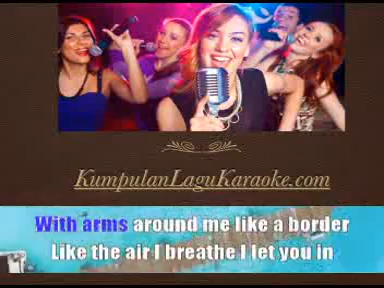 KumpulanLaguKaraoke.com
With arms around me like a border
Like the air I breathe I let you in